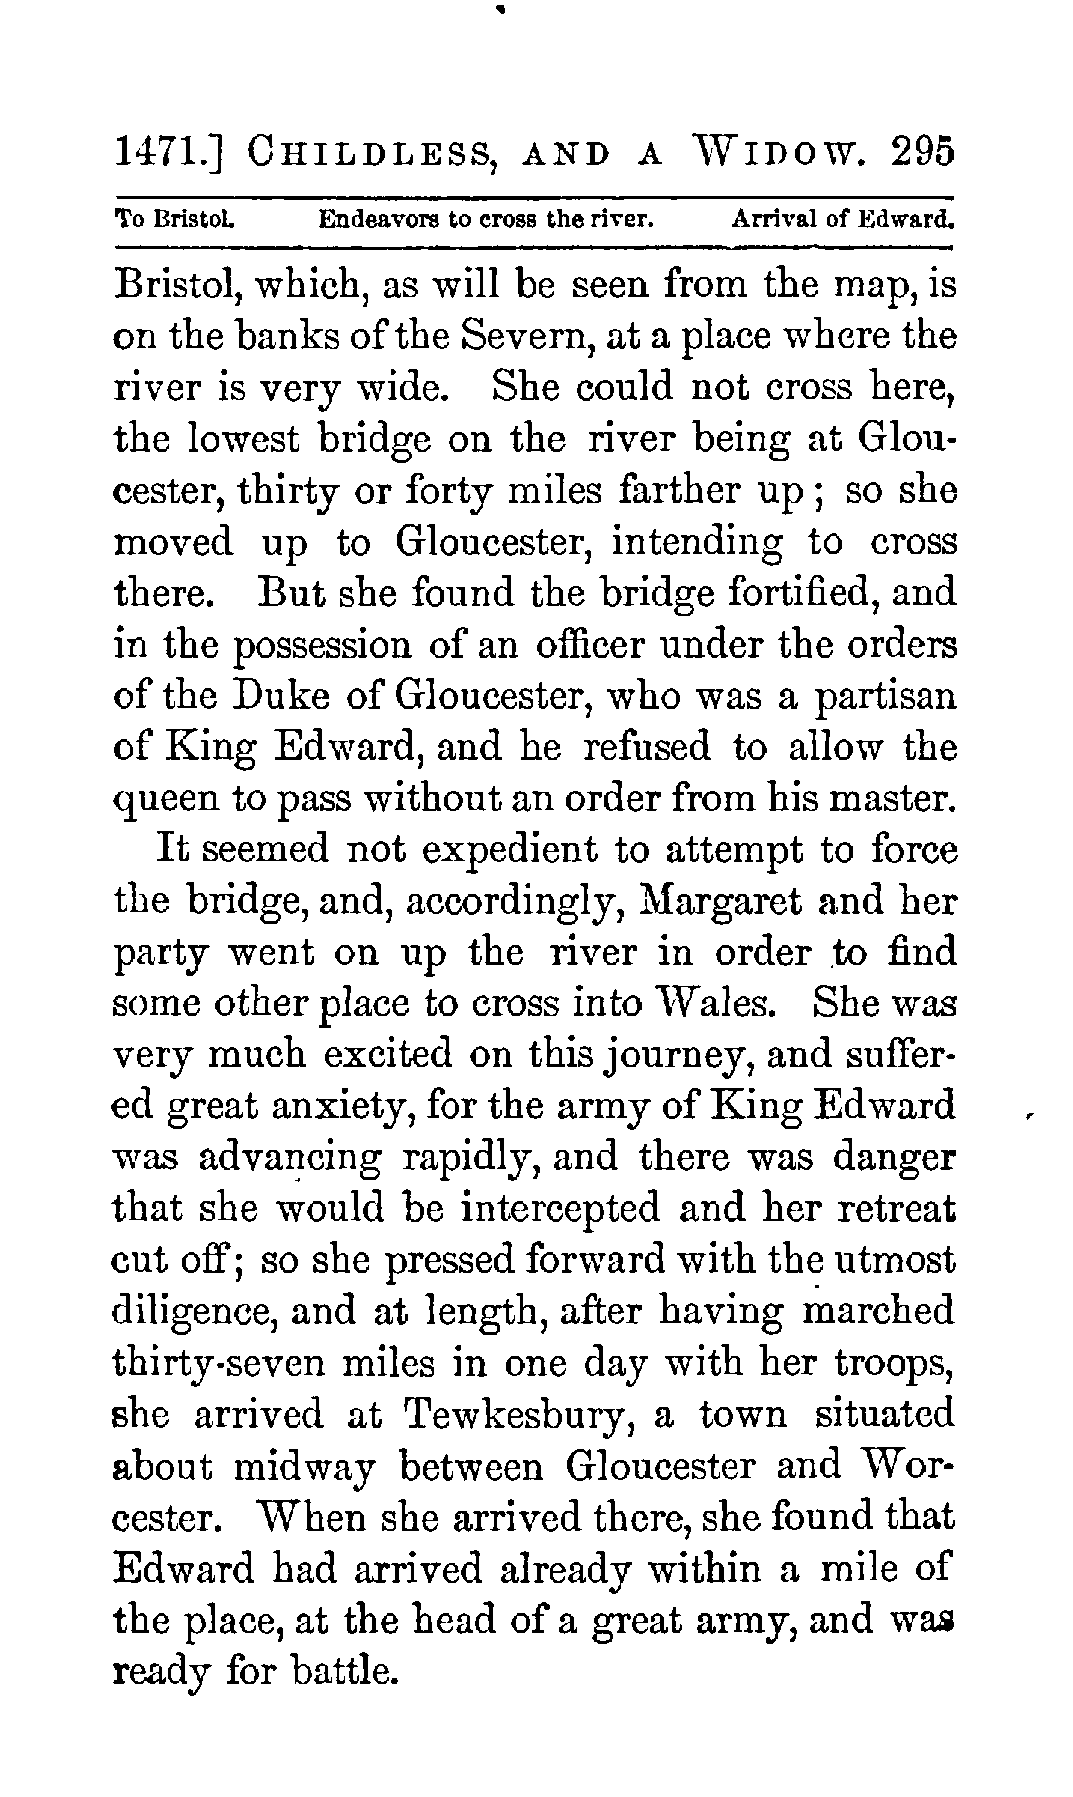 1471.] CHILDLESS, AND A WIDOW. 295
To Bristol. Endeavors to cross the river. Arrival of Edward.
Bristol, which, as will be seen from the map, is
on the banks of the Severn, at a place where the
river is very wide. She could not cross here,
the lowest bridge on the river being at Glou-
cester, thirty or forty miles farther up; so she
moved up to Gloucester, intending to cross
there. But she found the bridge fortified, and
in the possession of an officer under the orders
of the Duke of Gloucester, who was a partisan
of King Edward, and he refused to allow the
queen to pass without an order from his master.
It seemed not expedient to attempt to force
the bridge, and, accordingly, Margaret and her
party went on up the river in order to find
some other place to cross into Wales. She was
very much excited on this journey, and suffer-
ed great anxiety, for the army of King Edward
was advancing rapidly, and there was danger
that she would be intercepted and her retreat
cut off; so she pressed forward with the utmost
diligence, and at length, after having marched
thirty-seven miles in one day with her troops,
she arrived at Tewkesbury, a town situated
about midway between Gloucester and Wor-
cester. When she arrived there, she found that
Edward had arrived already within a mile of
the place, at the head of a great army, and was
ready for battle.